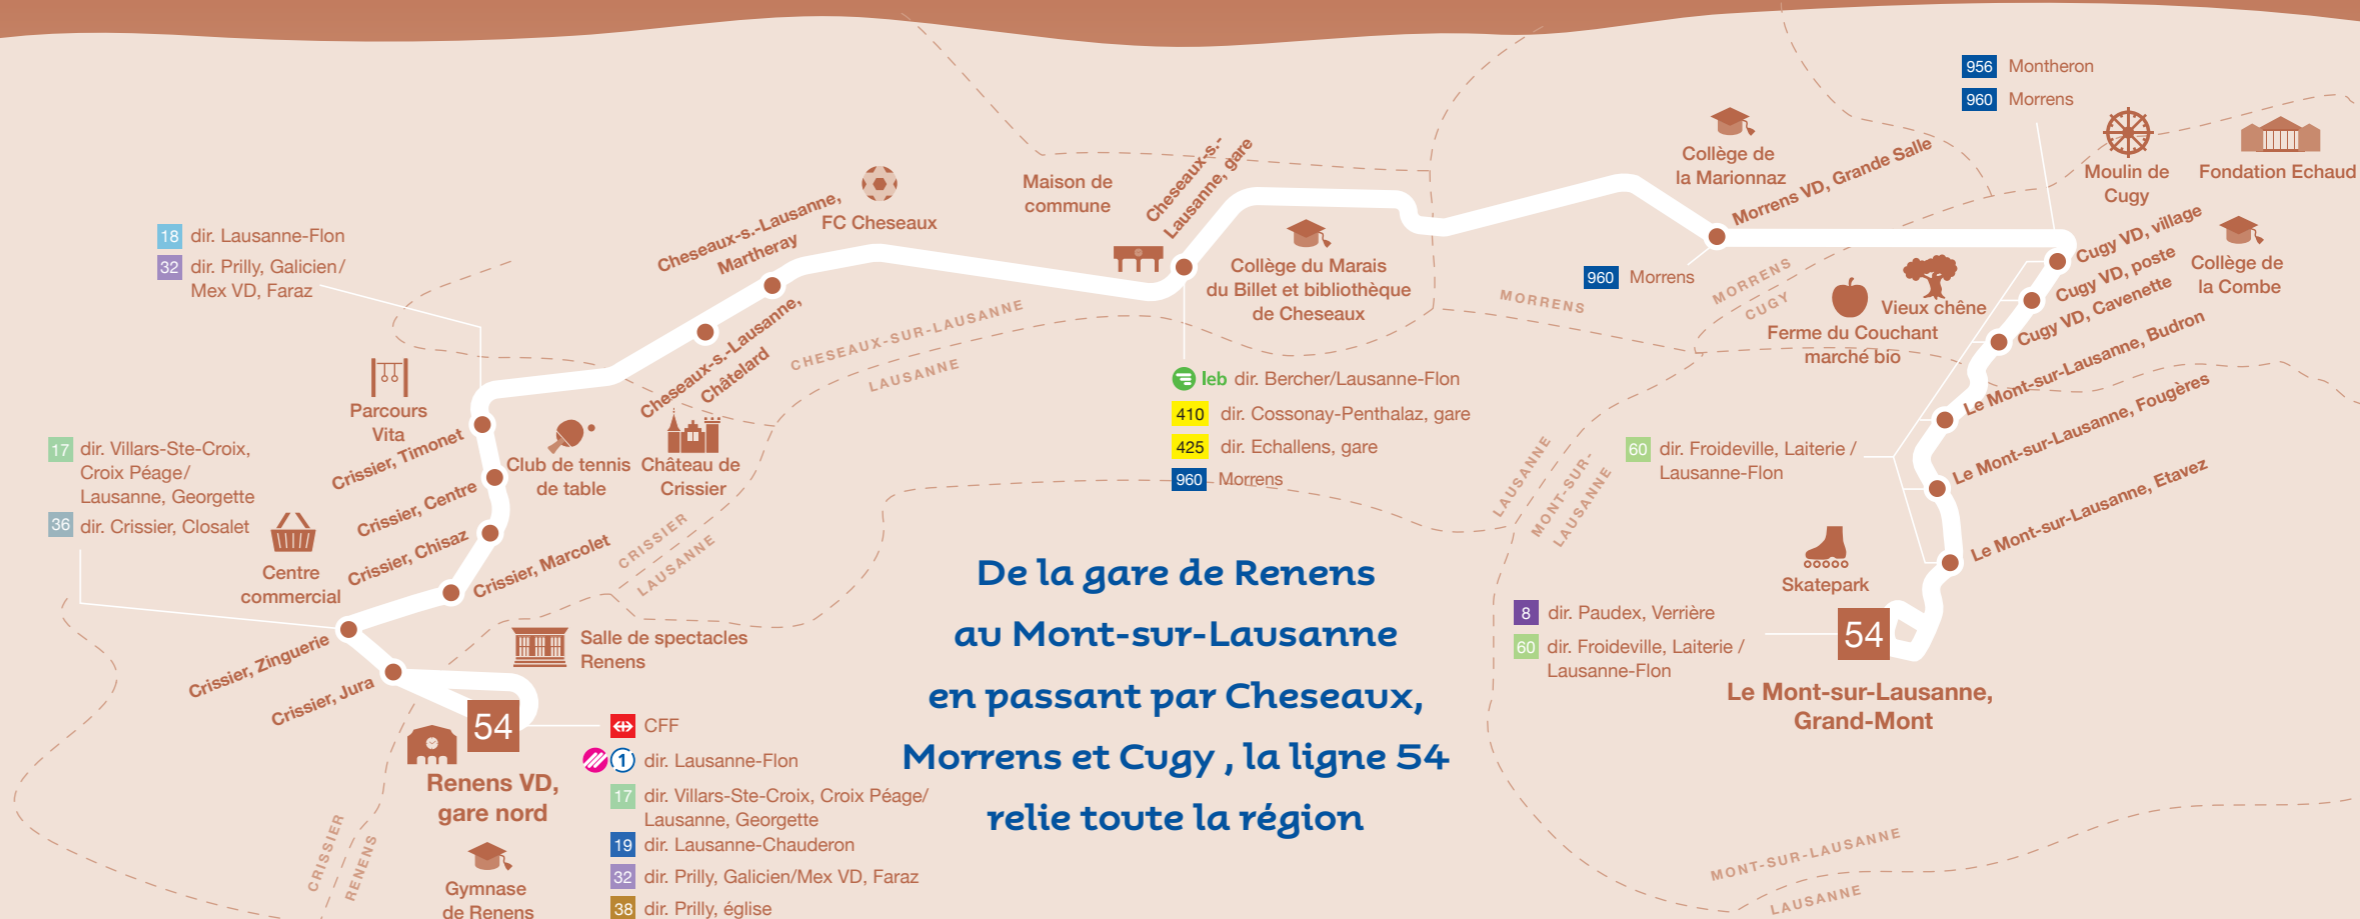 956 Montheron
960 Morrens
Moulin de
Cugy
Fondation Echaud
Collège de
la Marionnaz
Morrens VD, Grande Salle
Cugy VD, village
Cugy VD, poste
Cugy VD, Cavenette
Collège de
la Combe
Cheseaux-s.-
Lausanne, gare
Maison de
commune
Cheseaux-s.-Lausanne,
Martheray
FC Cheseaux
18 dir. Lausanne-Flon
32 dir. Prilly, Galicien/
Mex VD, Faraz
Collège du Marais
du Billet et bibliothèque
de Cheseaux
960 Morrens
MORRENS
MORRENS
CUGY
Vieux chêne
Ferme du Couchant
marché bio
Le Mont-sur-Lausanne, Budron
Le Mont-sur-Lausanne, Fougères
Le Mont-sur-Lausanne, Etavez
CHESEAUX-SUR-LAUSANNE
LAUSANNE
Cheseaux-s.-Lausanne,
Châtelard
leb dir. Bercher/Lausanne-Flon
410 dir. Cossonay-Penthalaz, gare
425 dir. Echallens, gare
960 Morrens
Parcours
Vita
Crissier, Timonet
Club de tennis
de table
Château de
Crissier
17 dir. Villars-Ste-Croix,
Croix Péage/
Lausanne, Georgette
36 dir. Crissier, Closalet
Crissier, Centre
Crissier, Chisaz
Crissier, Marcolet
Centre
commercial
CRISSIER
LAUSANNE
LAUSANNE
MONT-SUR-
LAUSANNE
60 dir. Froideville, Laiterie /
Lausanne-Flon
Skatepark
8 dir. Paudex, Verrière
60 dir. Froideville, Laiterie /
Lausanne-Flon
54
Le Mont-sur-Lausanne,
Grand-Mont
De la gare de Renens
au Mont-sur-Lausanne
en passant par Cheseaux,
Morrens et Cugy , la ligne 54
relie toute la région
Salle de spectacles
Renens
Crissier, Zinguerie
Crissier, Jura
54
Renens VD,
gare nord
CFF
1 dir. Lausanne-Flon
17 dir. Villars-Ste-Croix, Croix Péage/
Lausanne, Georgette
19 dir. Lausanne-Chauderon
32 dir. Prilly, Galicien/Mex VD, Faraz
38 dir. Prilly, église
CRISSIER
RENENS
Gymnase
de Renens
MONT-SUR-LAUSANNE
LAUSANNE